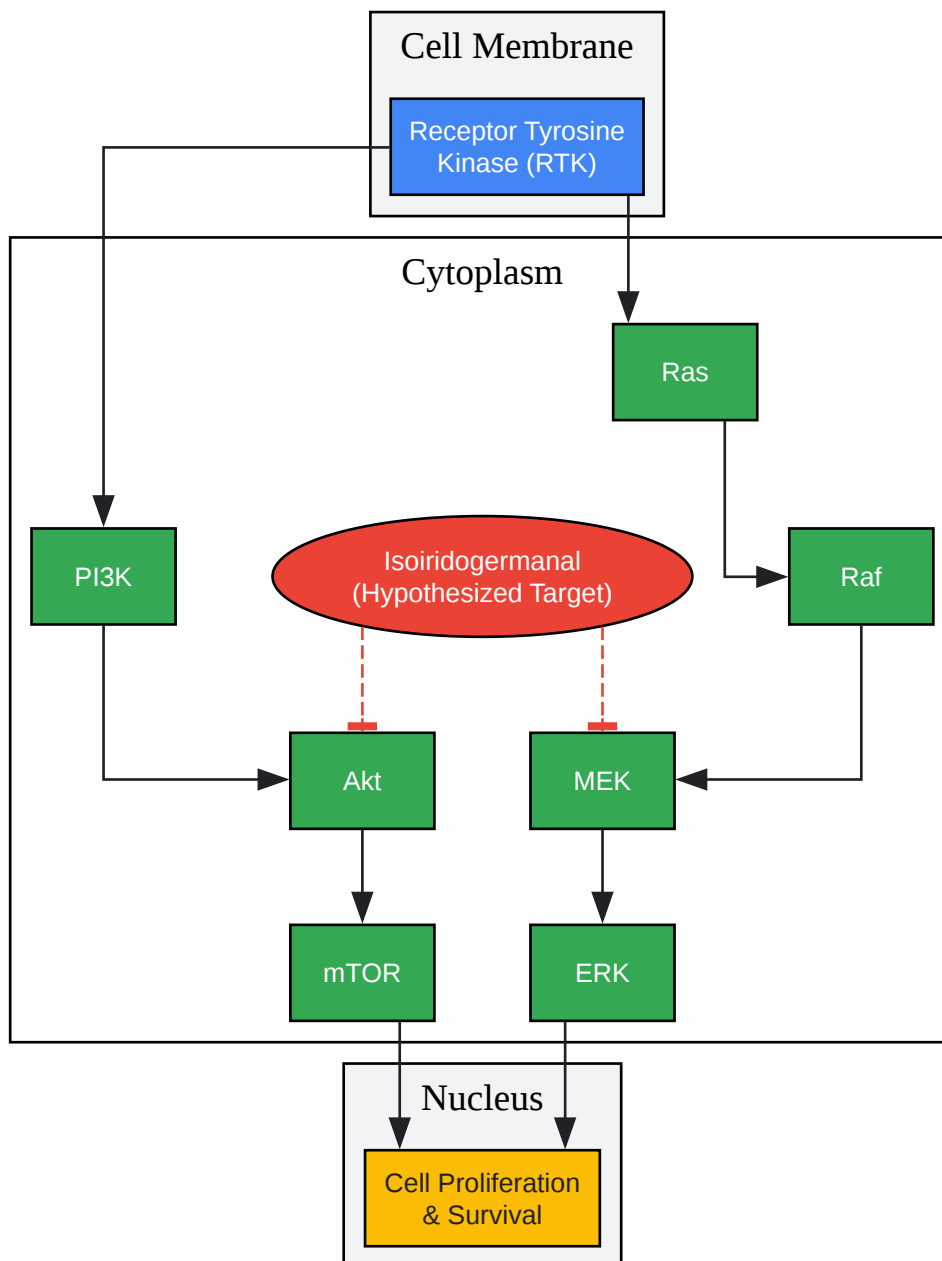 Cell Membrane
Receptor Tyrosine
Kinase (RTK)
Cytoplasm
Ras
PI3K
Isoiridogermanal
(Hypothesized Target)
Raf
Akt
MEK
mTOR
ERK
Nucleus
Cell Proliferation
& Survival